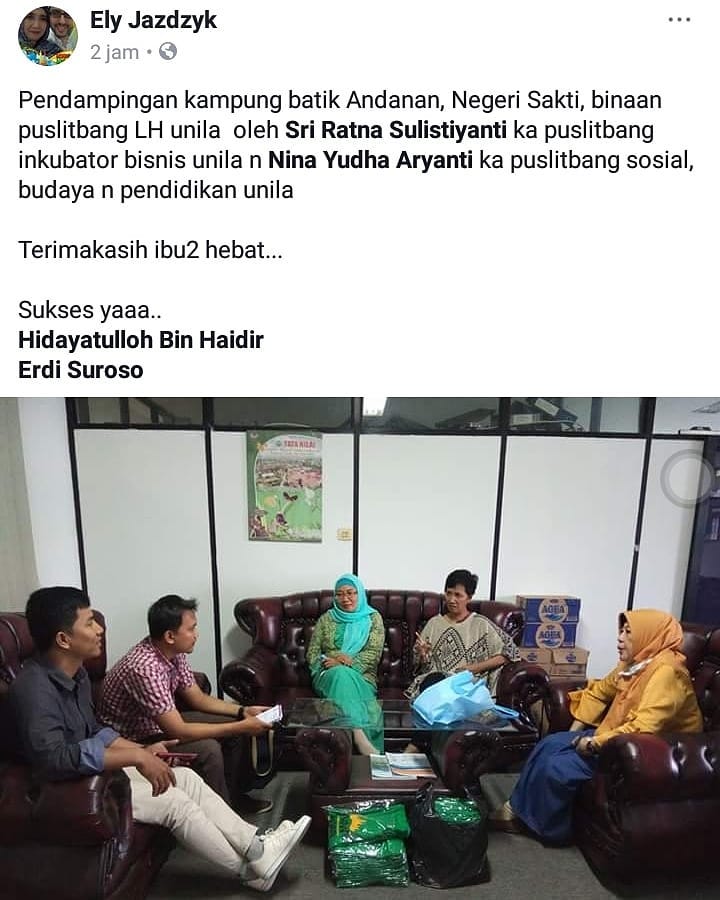 Ely Jazdzyk
2 jam
Pendampingan kampung batik Andanan, Negeri Sakti, binaan
puslitbang LH unila oleh Sri Ratna Sulistiyanti ka puslitbang
inkubator bisnis unila n Nina Yudha Aryanti ka puslitbang sosial,
budaya n pendidikan unila
Terimakasih ibu2 hebat...
Sukses yaaa..
Hidayatulloh Bin Haidir
Erdi Suroso
TATA NILAI
AQUA
AQUA